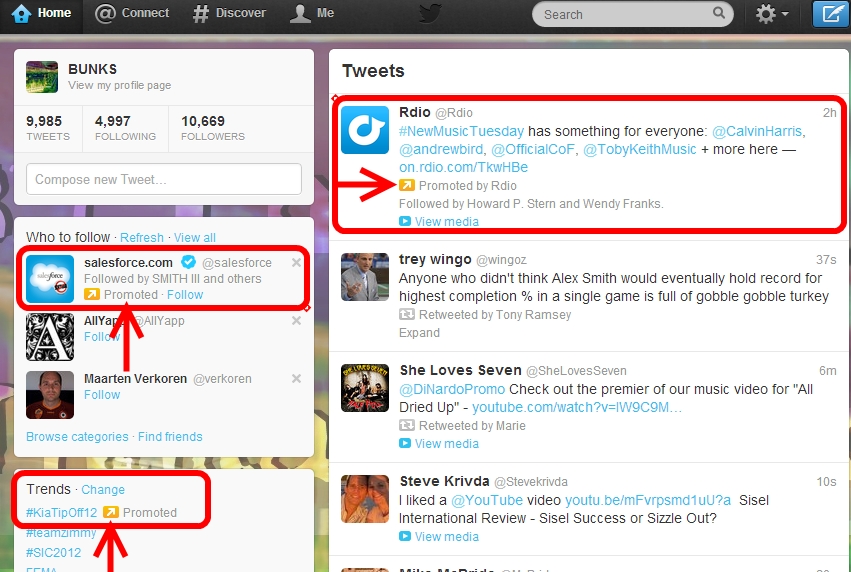 Home
Connect
Discover
Me
Search
BUNKS
View my profile page
9,985
4,997
10,669
TWEETS
FOLLOWING
FOLLOWERS
Compose new Tweet…
Who to follow · Refresh · View all
salesforce.com @salesforce
Followed by SMITH III and others
Promoted · Follow
@AllYapp
Follow
Maarten Verkoren @verkoren
Follow
Browse categories · Find friends
Trends · Change
#KiaTipOff12 Promoted
#teamzimmy
#SIC2012
FEMA
Tweets
Rdio @Rdio 2h
#NewMusicTuesday has something for everyone: @CalvinHarris,
@andrewbird, @OfficialCoF, @TobyKeithMusic + more here —
on.rdio.com/TkwHBe
Promoted by Rdio
Followed by Howard P. Stern and Wendy Franks.
View media
trey wingo @wingoz 37s
Anyone who didn't think Alex Smith would eventually hold record for
highest completion % in a single game is full of gobble gobble turkey
Retweeted by Tony Ramsey
Expand
She Loves Seven @SheLovesSeven 6m
@DiNardoPromo Check out the premier of our music video for "All
Dried Up" - youtube.com/watch?v=lW9C9M…
Retweeted by Marie
View media
Steve Krivda @Stevekrivda 10s
I liked a @YouTube video youtu.be/mFvrpsmd1uU?a Sisel
International Review - Sisel Success or Sizzle Out?
View media